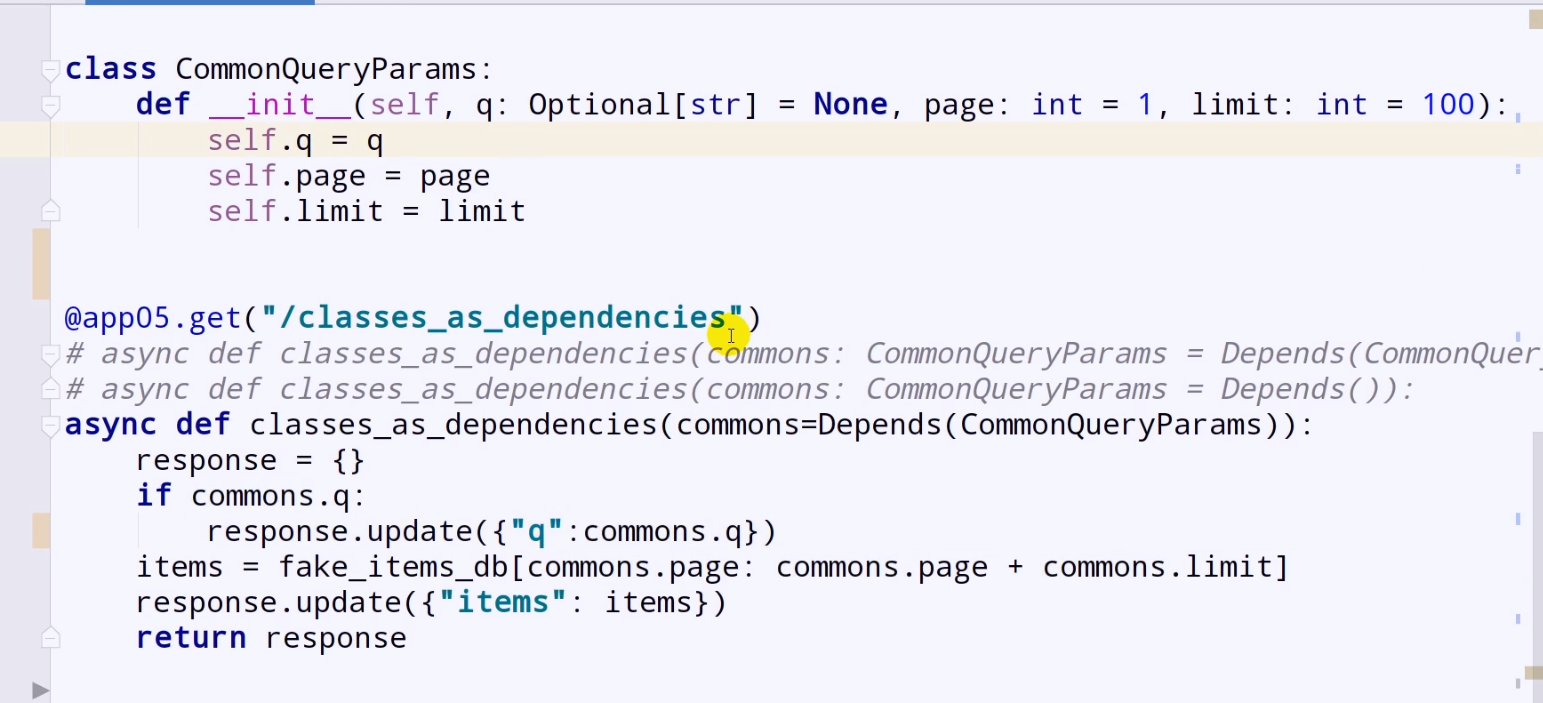 class CommonQueryParams:
    def __init__(self, q: Optional[str] = None, page: int = 1, limit: int = 100):
        self.q = q
        self.page = page
        self.limit = limit
@app05.get("/classes_as_dependencies")
# async def classes_as_dependencies(commons: CommonQueryParams = Depends(CommonQuery
# async def classes_as_dependencies(commons: CommonQueryParams = Depends()):
async def classes_as_dependencies(commons=Depends(CommonQueryParams)):
    response = {}
    if commons.q:
        response.update({"q":commons.q})
    items = fake_items_db[commons.page: commons.page + commons.limit]
    response.update({"items": items})
    return response